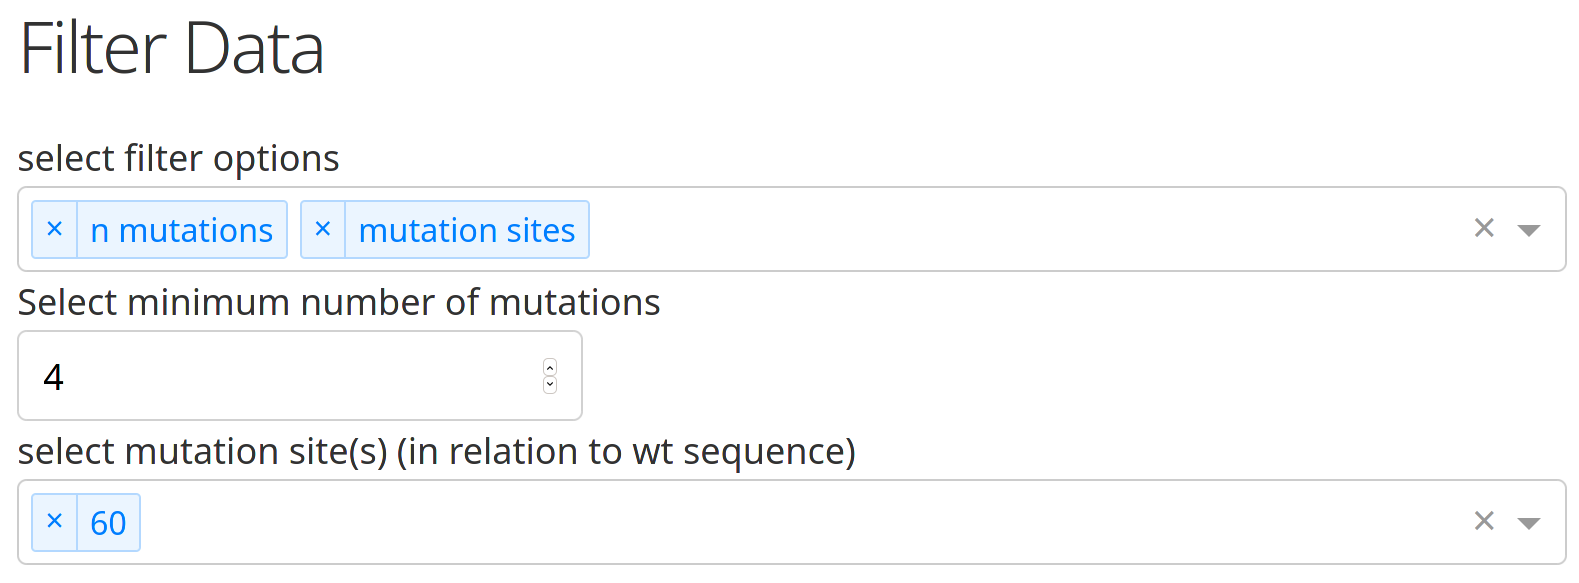 Filter Data
select filter options
× n mutations × mutation sites
Select minimum number of mutations
4
select mutation site(s) (in relation to wt sequence)
× 60